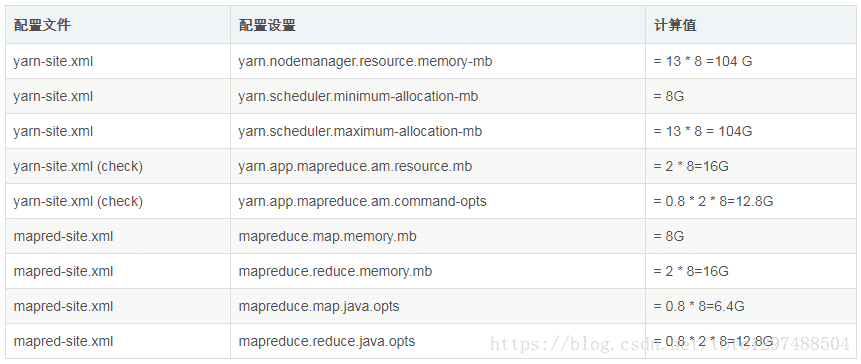 配置文件 配置设置 计算值
yarn-site.xml yarn.nodemanager.resource.memory-mb = 13 * 8 =104 G
yarn-site.xml yarn.scheduler.minimum-allocation-mb = 8G
yarn-site.xml yarn.scheduler.maximum-allocation-mb = 13 * 8 = 104G
yarn-site.xml (check) yarn.app.mapreduce.am.resource.mb = 2 * 8=16G
yarn-site.xml (check) yarn.app.mapreduce.am.command-opts = 0.8 * 2 * 8=12.8G
mapred-site.xml mapreduce.map.memory.mb = 8G
mapred-site.xml mapreduce.reduce.memory.mb = 2 * 8=16G
mapred-site.xml mapreduce.map.java.opts = 0.8 * 8=6.4G
mapred-site.xml mapreduce.reduce.java.opts = 0.8 * 2 * 8=12.8G